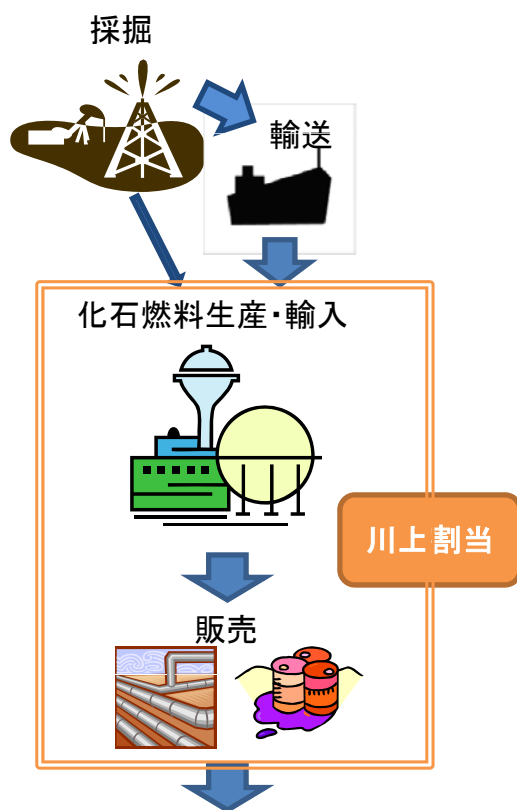 採掘
輸送
化石燃料生産・輸入
川上割当
販売